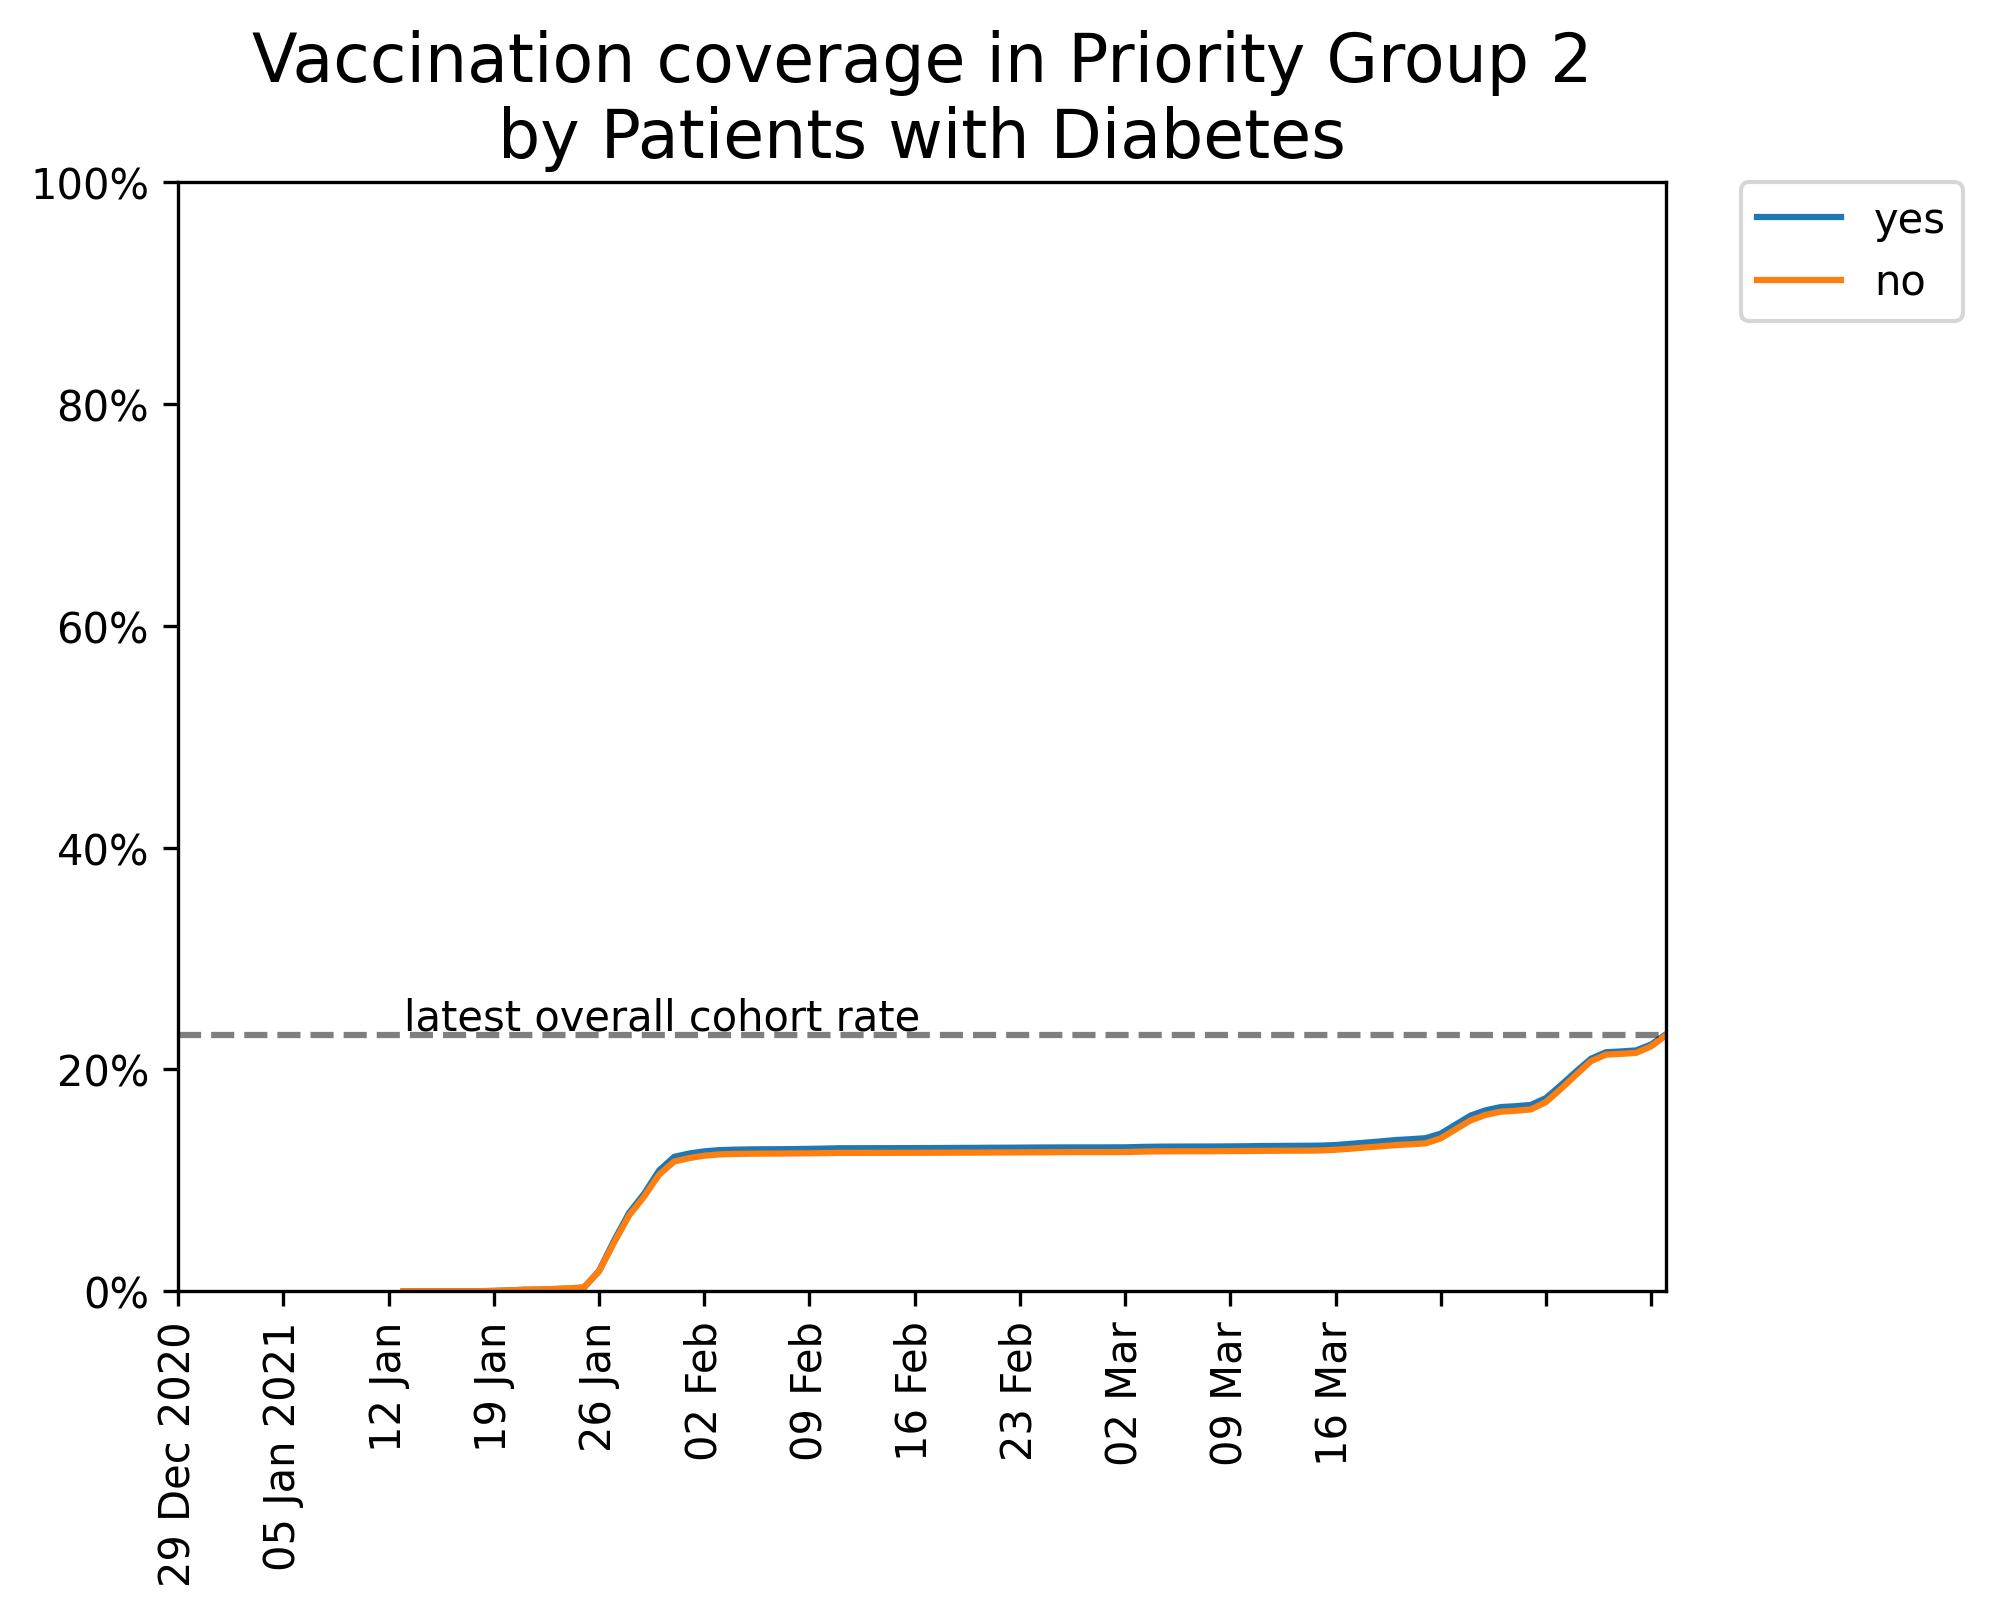 Vaccination coverage in Priority Group 2
by Patients with Diabetes
100%
80%
60%
40%
20%
0%
yes
no
latest overall cohort rate
29 Dec 2020
05 Jan 2021
12 Jan
19 Jan
26 Jan
02 Feb
09 Feb
16 Feb
23 Feb
02 Mar
09 Mar
16 Mar